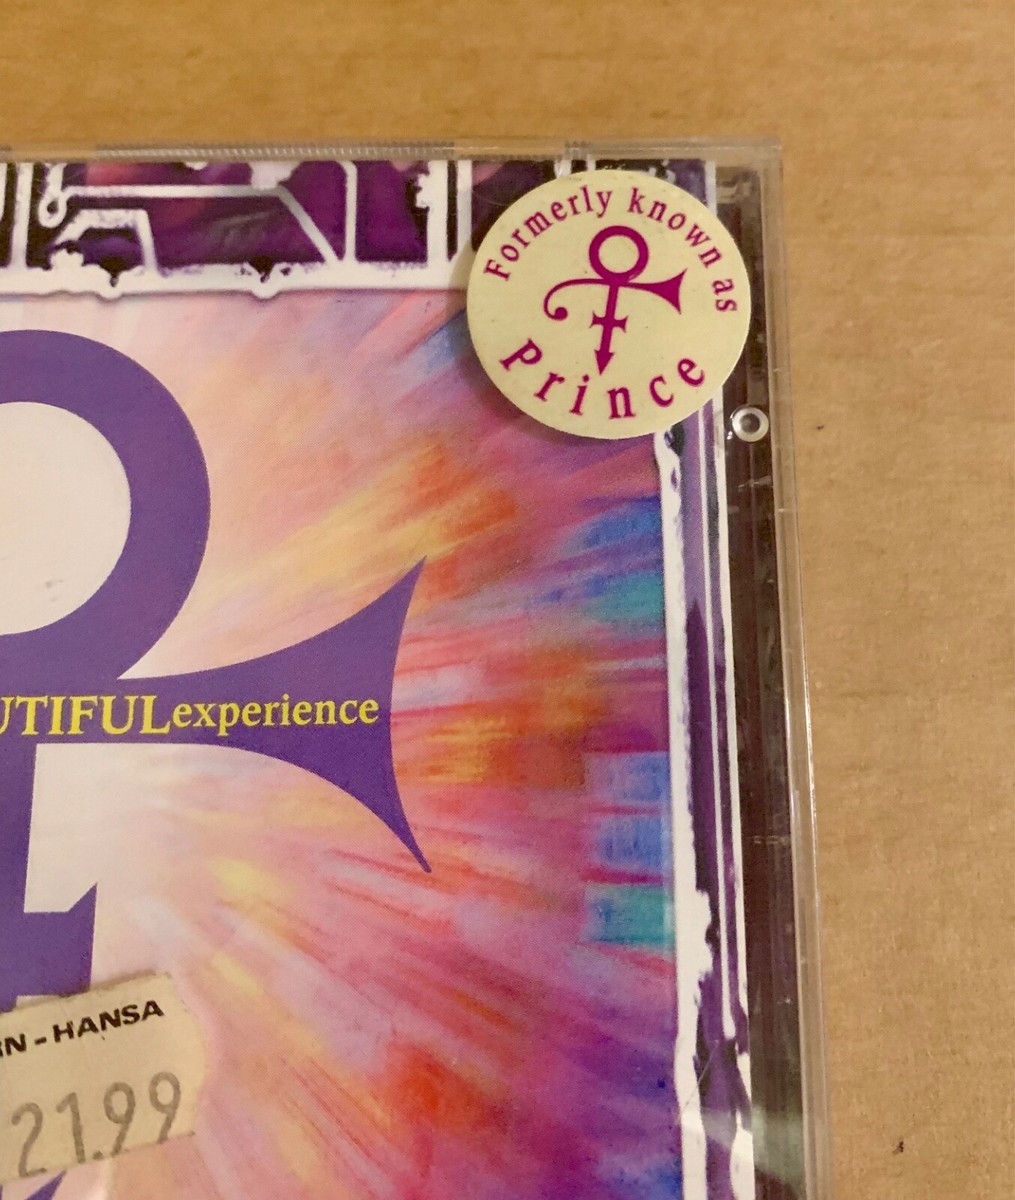 Formerly known as
Prince
UTIFULexperience
N - HANSA
21.99